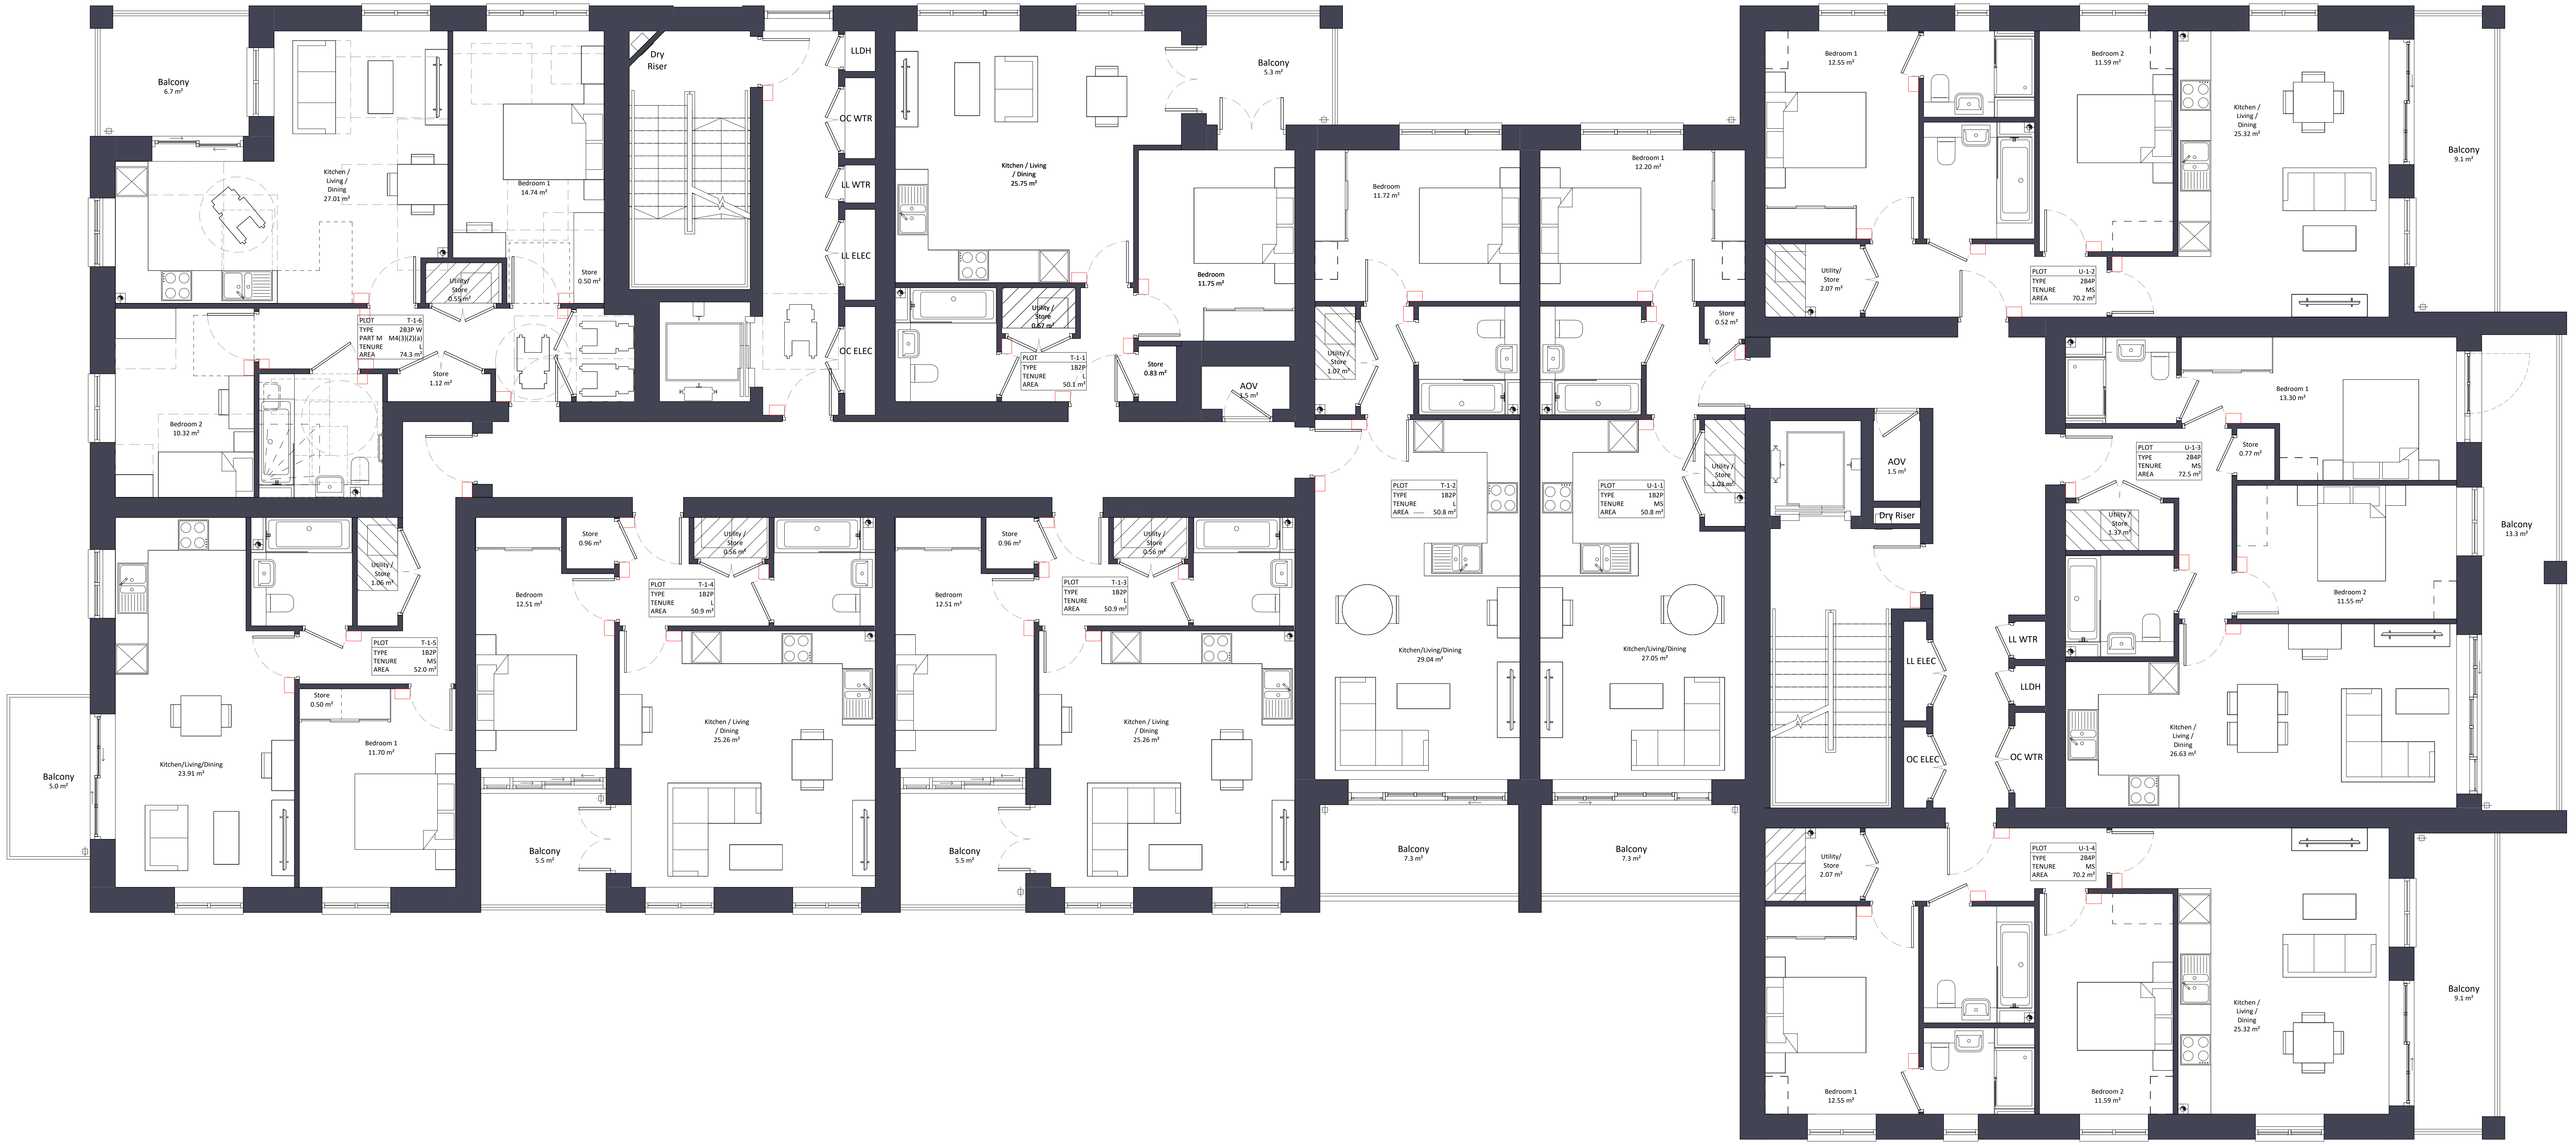 Balcony
6.7 m²
Kitchen /
Living /
Dining
27.01 m²
Bedroom 1
14.74 m²
Store
0.50 m²
Utility/
Store
0.55 m²
PLOT T-1-6
TYPE 2B3P W
PART M M4(3)(2)(a)
TENURE L
AREA 74.3 m²
Store
1.12 m²
Bedroom 2
10.32 m²
Dry
Riser
LLDH
OC WTR
LL WTR
LL ELEC
OC ELEC
Kitchen / Living
/ Dining
25.75 m²
Balcony
5.3 m²
Bedroom
11.75 m²
Utility /
Store
0.67 m²
PLOT T-1-1
TYPE 1B2P
TENURE L
AREA 50.1 m²
Store
0.83 m²
AOV
1.5 m²
Bedroom
11.72 m²
Utility /
Store
1.07 m²
PLOT T-1-2
TYPE 1B2P
TENURE L
AREA 50.8 m²
Kitchen/Living/Dining
29.04 m²
Balcony
7.3 m²
Bedroom 1
12.20 m²
Store
0.52 m²
Utility /
Store
1.03 m²
PLOT U-1-1
TYPE 1B2P
TENURE MS
AREA 50.8 m²
Kitchen/Living/Dining
27.05 m²
Balcony
7.3 m²
Bedroom 1
12.55 m²
Bedroom 2
11.59 m²
Kitchen /
Living /
Dining
25.32 m²
Balcony
9.1 m²
Utility/
Store
2.07 m²
PLOT U-1-2
TYPE 2B4P
TENURE MS
AREA 70.2 m²
Bedroom 1
13.30 m²
PLOT U-1-3
TYPE 2B4P
TENURE MS
AREA 72.5 m²
Store
0.77 m²
Utility /
Store
1.37 m²
Bedroom 2
11.55 m²
Balcony
13.3 m²
Kitchen /
Living /
Dining
26.63 m²
AOV
1.5 m²
Dry Riser
LL ELEC
OC ELEC
LL WTR
LLDH
OC WTR
Utility/
Store
2.07 m²
PLOT U-1-4
TYPE 2B4P
TENURE MS
AREA 70.2 m²
Kitchen /
Living /
Dining
25.32 m²
Balcony
9.1 m²
Bedroom 1
12.55 m²
Bedroom 2
11.59 m²
Utility /
Store
1.06 m²
PLOT T-1-5
TYPE 1B2P
TENURE MS
AREA 52.0 m²
Store
0.50 m²
Bedroom 1
11.70 m²
Kitchen/Living/Dining
23.91 m²
Balcony
5.0 m²
Store
0.96 m²
Bedroom
12.51 m²
Utility /
Store
0.56 m²
PLOT T-1-4
TYPE 1B2P
TENURE L
AREA 50.9 m²
Kitchen / Living
/ Dining
25.26 m²
Balcony
5.5 m²
Store
0.96 m²
Bedroom
12.51 m²
Utility /
Store
0.56 m²
PLOT T-1-3
TYPE 1B2P
TENURE L
AREA 50.9 m²
Kitchen / Living
/ Dining
25.26 m²
Balcony
5.5 m²